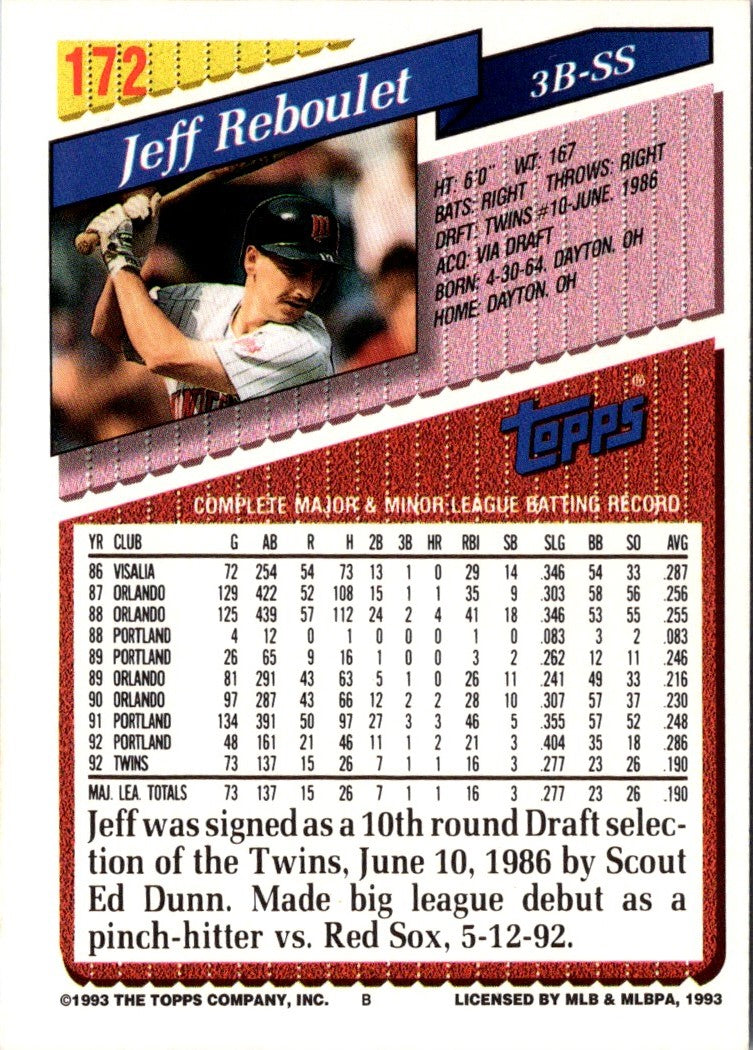 172
Jeff Reboulet
3B-SS
HT: 6'0" WT: 167
BATS: RIGHT THROWS: RIGHT
DRFT: TWINS #10-JUNE, 1986
ACQ: VIA DRAFT
BORN: 4-30-64, DAYTON, OH
HOME: DAYTON, OH
M
topps®
COMPLETE MAJOR & MINOR LEAGUE BATTING RECORD
YR CLUB G AB R H 2B 3B HR RBI SB SLG BB SO AVG
86 VISALIA 72 254 54 73 13 1 0 29 14 .346 54 33 .287
87 ORLANDO 129 422 52 108 15 1 1 35 9 .303 58 56 .256
88 ORLANDO 125 439 57 112 24 2 4 41 18 .346 53 55 .255
88 PORTLAND 4 12 0 1 0 0 0 1 0 .083 3 2 .083
89 PORTLAND 26 65 9 16 1 0 0 3 2 .262 12 11 .246
89 ORLANDO 81 291 43 63 5 1 0 26 11 .241 49 33 .216
90 ORLANDO 97 287 43 66 12 2 2 28 10 .307 57 37 .230
91 PORTLAND 134 391 50 97 27 3 3 46 5 .355 57 52 .248
92 PORTLAND 48 161 21 46 11 1 2 21 3 .404 35 18 .286
92 TWINS 73 137 15 26 7 1 1 16 3 .277 23 26 .190
MAJ. LEA. TOTALS 73 137 15 26 7 1 1 16 3 .277 23 26 .190
Jeff was signed as a 10th round Draft selec-
tion of the Twins, June 10, 1986 by Scout
Ed Dunn. Made big league debut as a
pinch-hitter vs. Red Sox, 5-12-92.
©1993 THE TOPPS COMPANY, INC. B LICENSED BY MLB & MLBPA, 1993